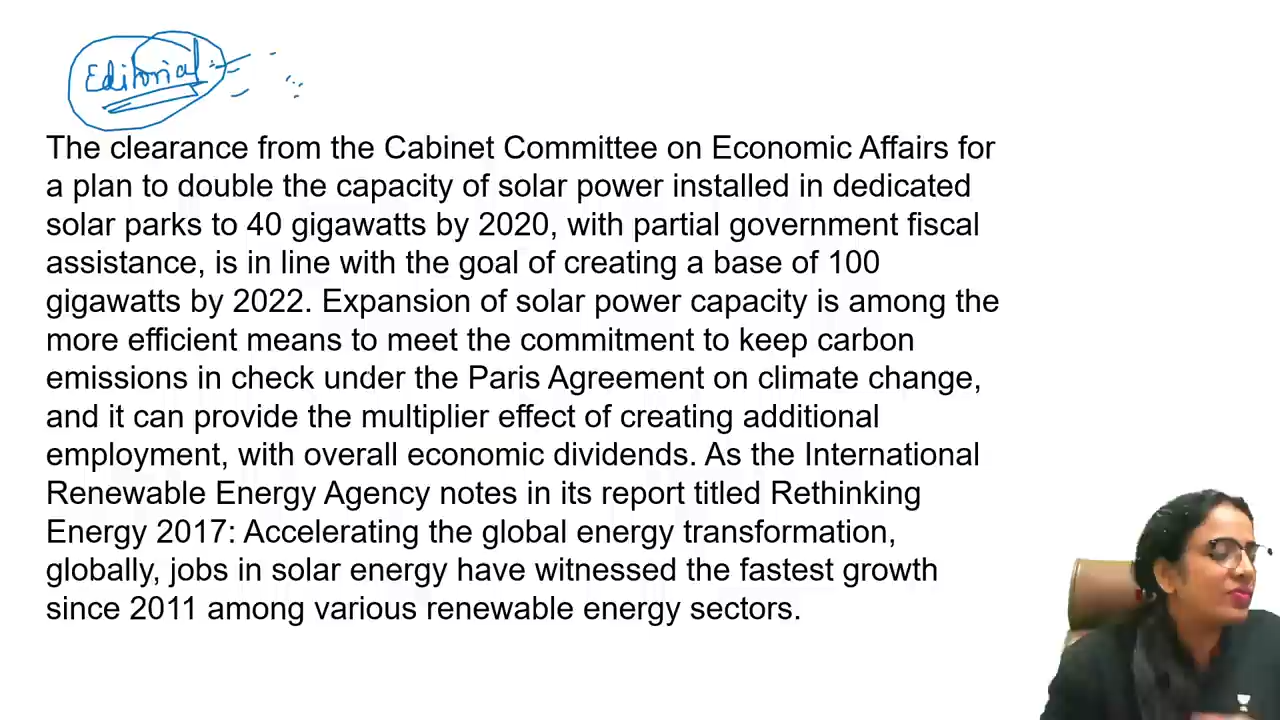 Editorial
The clearance from the Cabinet Committee on Economic Affairs for
a plan to double the capacity of solar power installed in dedicated
solar parks to 40 gigawatts by 2020, with partial government fiscal
assistance, is in line with the goal of creating a base of 100
gigawatts by 2022. Expansion of solar power capacity is among the
more efficient means to meet the commitment to keep carbon
emissions in check under the Paris Agreement on climate change,
and it can provide the multiplier effect of creating additional
employment, with overall economic dividends. As the International
Renewable Energy Agency notes in its report titled Rethinking
Energy 2017: Accelerating the global energy transformation,
globally, jobs in solar energy have witnessed the fastest growth
since 2011 among various renewable energy sectors.